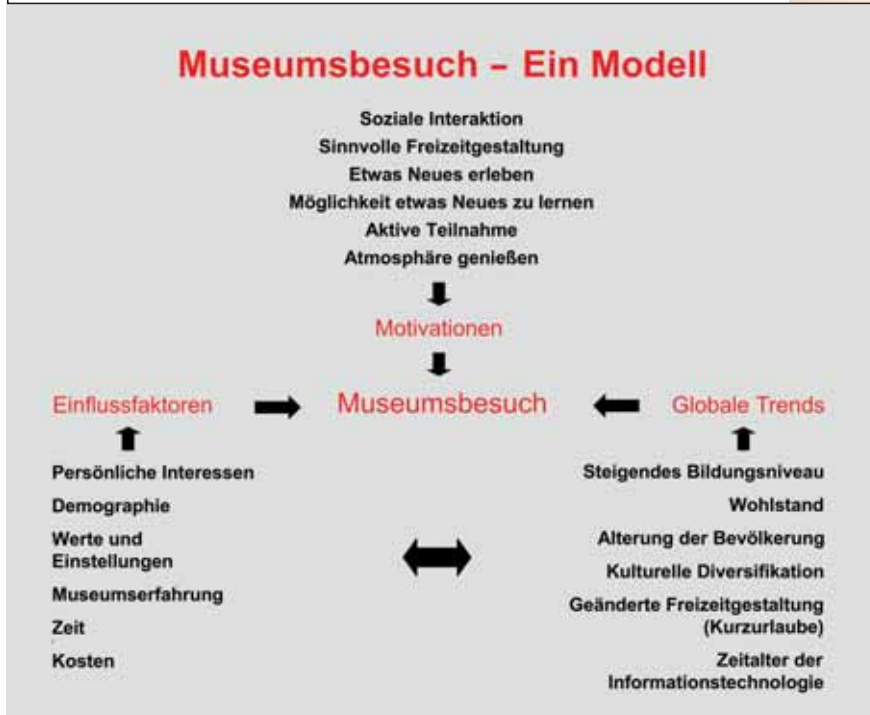 Museumsbesuch – Ein Modell
Soziale Interaktion
Sinnvolle Freizeitgestaltung
Etwas Neues erleben
Möglichkeit etwas Neues zu lernen
Aktive Teilnahme
Atmosphäre genießen
Motivationen
Einflussfaktoren
Museumsbesuch
Globale Trends
Persönliche Interessen
Demographie
Werte und
Einstellungen
Museumserfahrung
Zeit
Kosten
Steigendes Bildungsniveau
Wohlstand
Alterung der Bevölkerung
Kulturelle Diversifikation
Geänderte Freizeitgestaltung
(Kurzurlaube)
Zeitalter der
Informationstechnologie